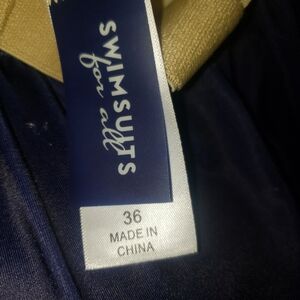 SWIMSUITS
for all
36
MADE IN
CHINA